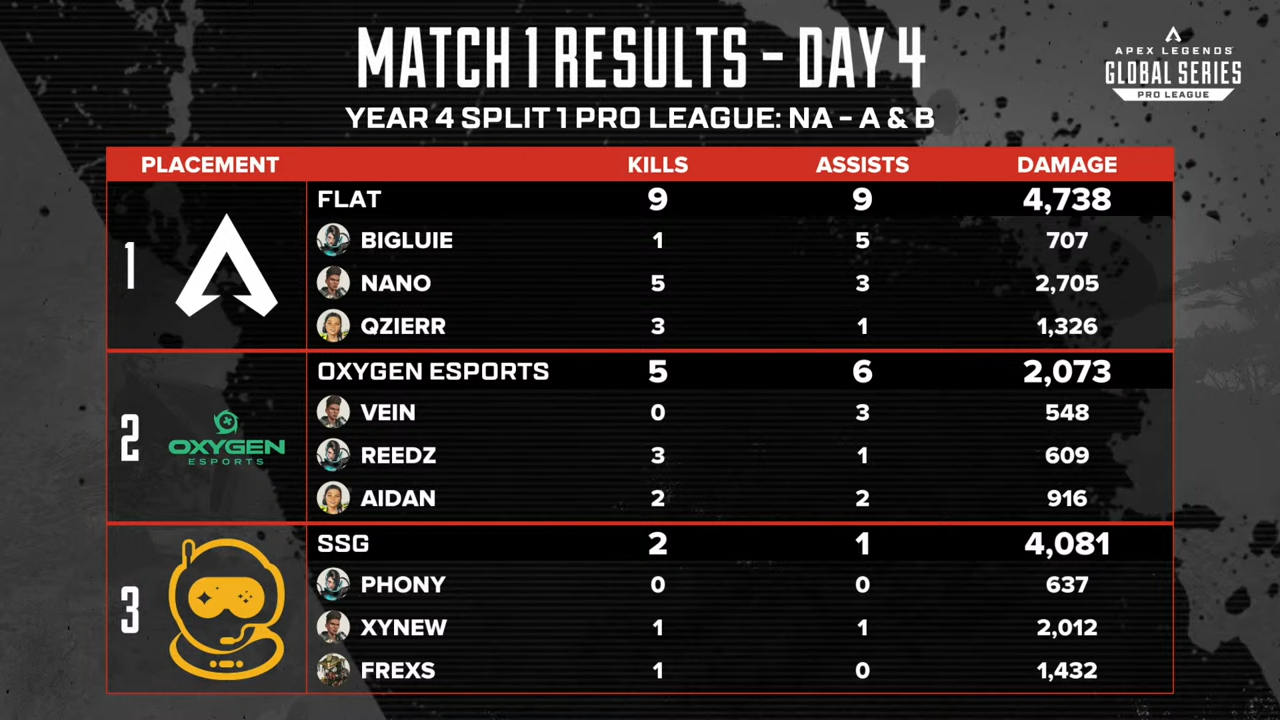 MATCH 1 RESULTS - DAY 4
YEAR 4 SPLIT 1 PRO LEAGUE: NA - A & B
APEX LEGENDS
GLOBAL SERIES
PRO LEAGUE
PLACEMENT KILLS ASSISTS DAMAGE
1
FLAT 9 9 4,738
BIGLUIE 1 5 707
NANO 5 3 2,705
QZIERR 3 1 1,326
2
OXYGEN
ESPORTS
OXYGEN ESPORTS 5 6 2,073
VEIN 0 3 548
REEDZ 3 1 609
AIDAN 2 2 916
3
SSG 2 1 4,081
PHONY 0 0 637
XYNEW 1 1 2,012
FREXS 1 0 1,432